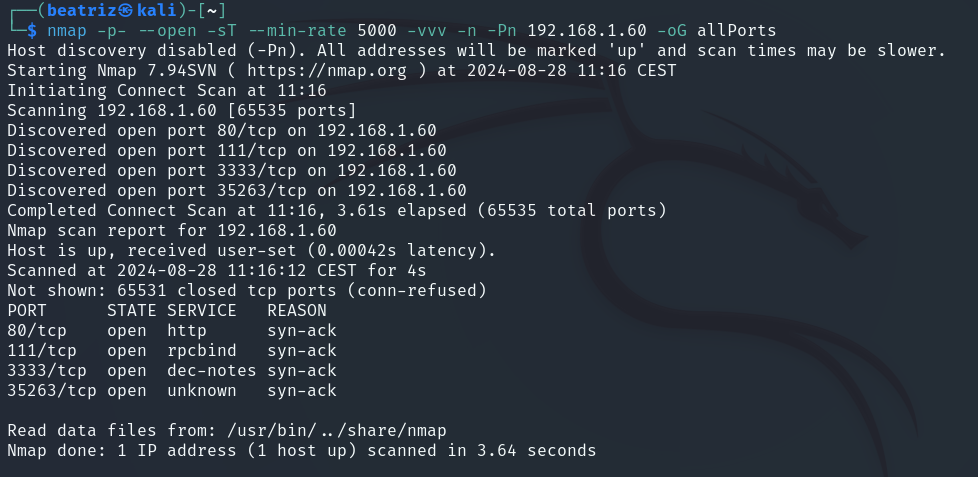 ┌──(beatriz㉿kali)-[~]
└─$ nmap -p- --open -sT --min-rate 5000 -vvv -n -Pn 192.168.1.60 -oG allPorts
Host discovery disabled (-Pn). All addresses will be marked 'up' and scan times may be slower.
Starting Nmap 7.94SVN ( https://nmap.org ) at 2024-08-28 11:16 CEST
Initiating Connect Scan at 11:16
Scanning 192.168.1.60 [65535 ports]
Discovered open port 80/tcp on 192.168.1.60
Discovered open port 111/tcp on 192.168.1.60
Discovered open port 3333/tcp on 192.168.1.60
Discovered open port 35263/tcp on 192.168.1.60
Completed Connect Scan at 11:16, 3.61s elapsed (65535 total ports)
Nmap scan report for 192.168.1.60
Host is up, received user-set (0.00042s latency).
Scanned at 2024-08-28 11:16:12 CEST for 4s
Not shown: 65531 closed tcp ports (conn-refused)
PORT      STATE SERVICE   REASON
80/tcp    open  http      syn-ack
111/tcp   open  rpcbind   syn-ack
3333/tcp  open  dec-notes syn-ack
35263/tcp open  unknown   syn-ack
Read data files from: /usr/bin/../share/nmap
Nmap done: 1 IP address (1 host up) scanned in 3.64 seconds